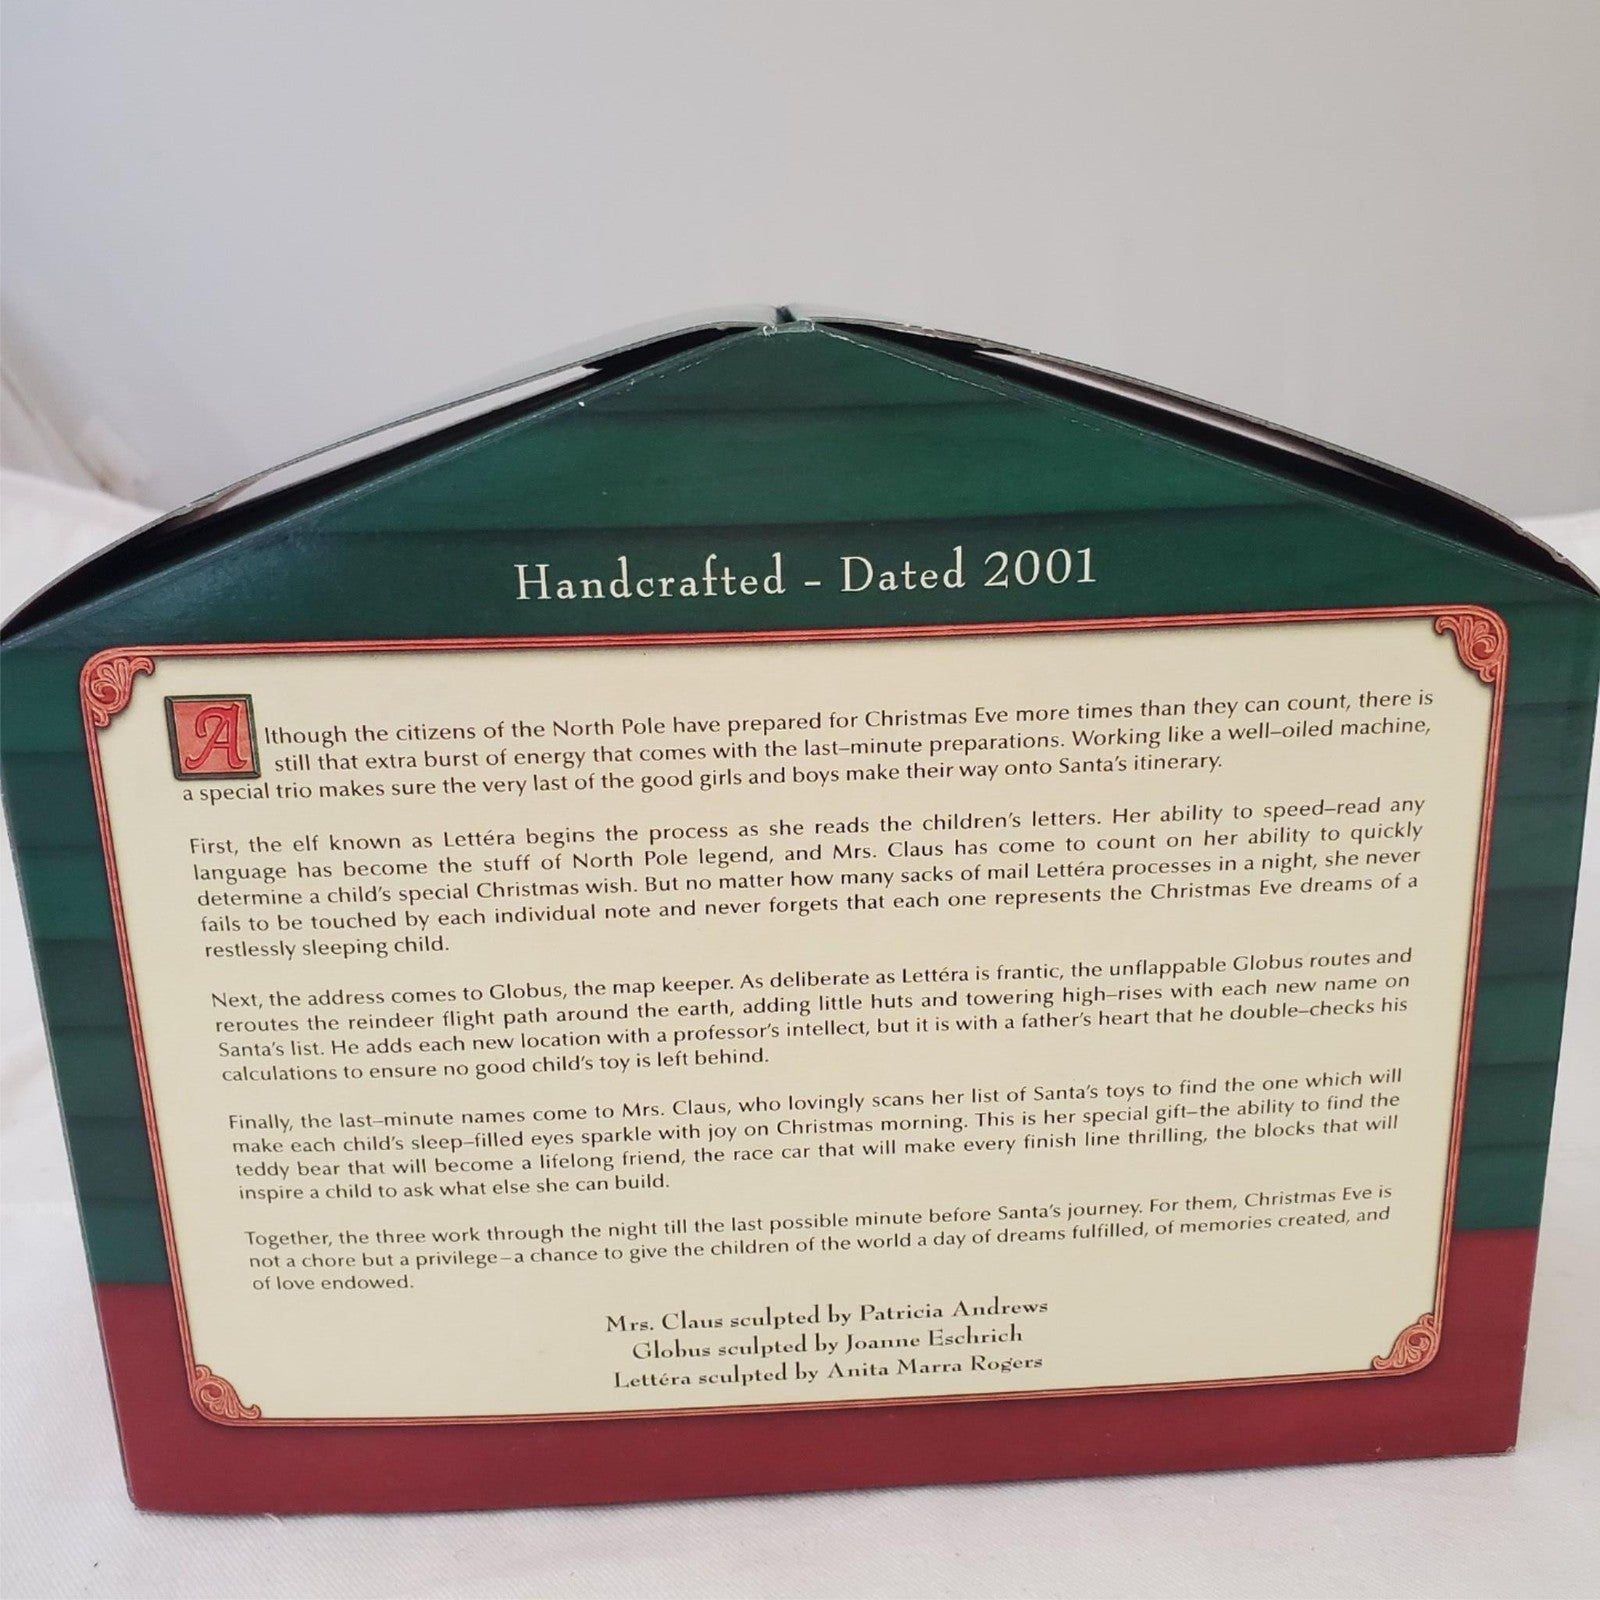 Handcrafted – Dated 2001
Although the citizens of the North Pole have prepared for Christmas Eve more times than they can count, there is
still that extra burst of energy that comes with the last–minute preparations. Working like a well–oiled machine,
a special trio makes sure the very last of the good girls and boys make their way onto Santa's itinerary.
First, the elf known as Lettéra begins the process as she reads the children's letters. Her ability to speed–read any
language has become the stuff of North Pole legend, and Mrs. Claus has come to count on her ability to quickly
determine a child's special Christmas wish. But no matter how many sacks of mail Lettéra processes in a night, she never
fails to be touched by each individual note and never forgets that each one represents the Christmas Eve dreams of a
restlessly sleeping child.
Next, the address comes to Globus, the map keeper. As deliberate as Lettéra is frantic, the unflappable Globus routes and
reroutes the reindeer flight path around the earth, adding little huts and towering high–rises with each new name on
Santa's list. He adds each new location with a professor's intellect, but it is with a father's heart that he double–checks his
calculations to ensure no good child's toy is left behind.
Finally, the last–minute names come to Mrs. Claus, who lovingly scans her list of Santa's toys to find the one which will
make each child's sleep–filled eyes sparkle with joy on Christmas morning. This is her special gift–the ability to find the
teddy bear that will become a lifelong friend, the race car that will make every finish line thrilling, the blocks that will
inspire a child to ask what else she can build.
Together, the three work through the night till the last possible minute before Santa's journey. For them, Christmas Eve is
not a chore but a privilege–a chance to give the children of the world a day of dreams fulfilled, of memories created, and
of love endowed.
Mrs. Claus sculpted by Patricia Andrews
Globus sculpted by Joanne Eschrich
Lettéra sculpted by Anita Marra Rogers